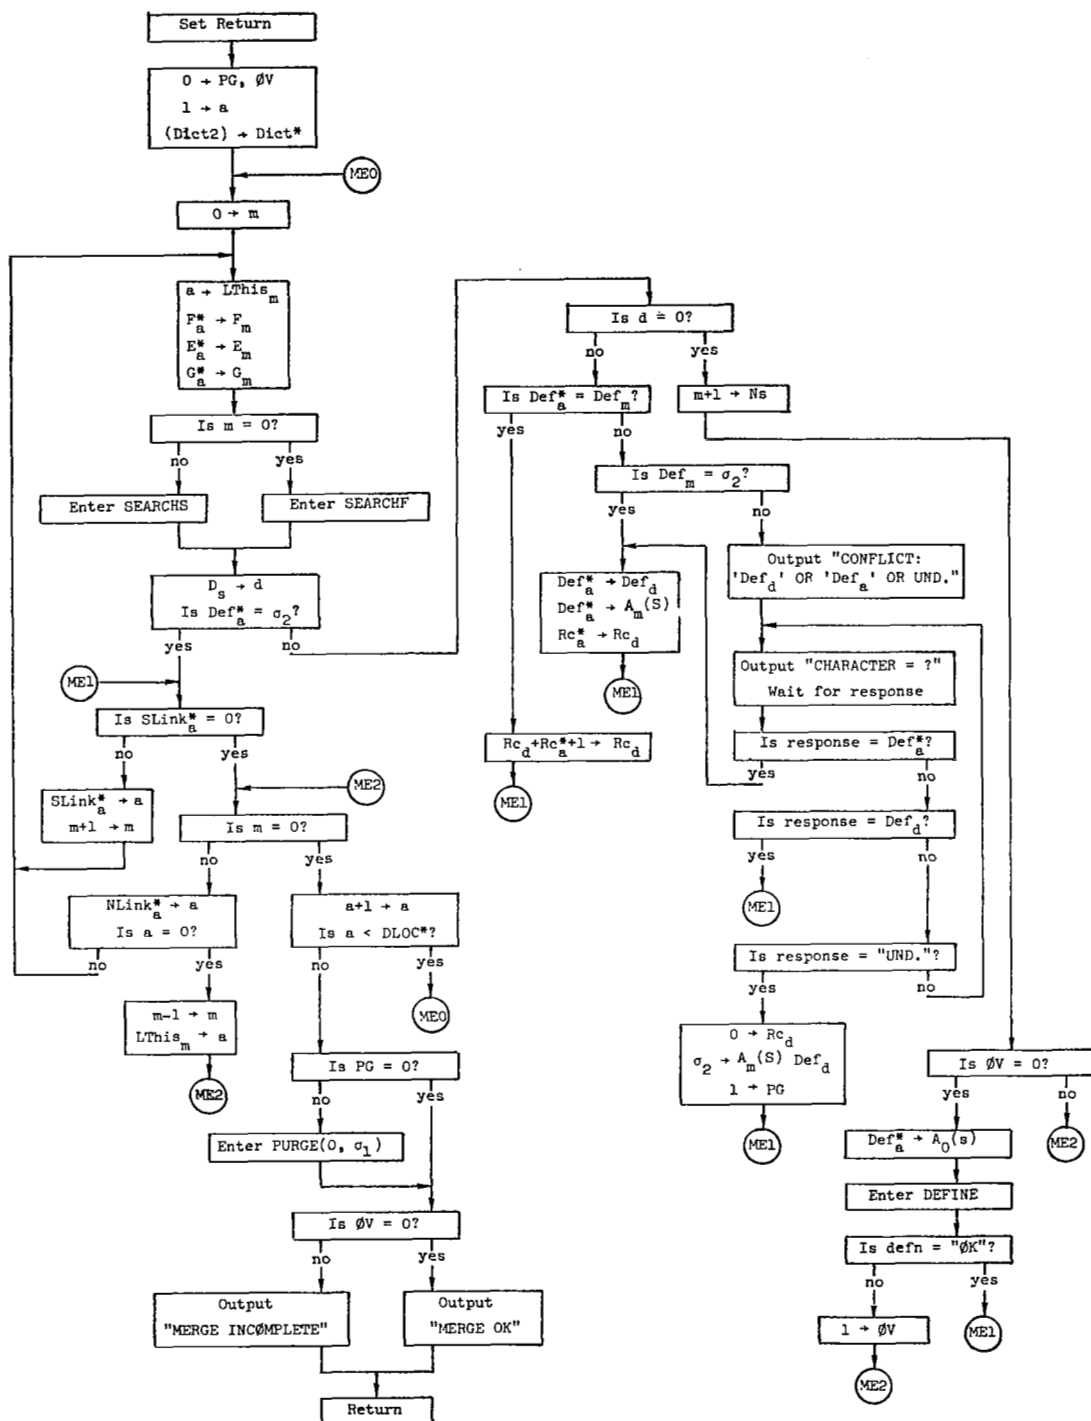 Set Return
0 → PG, ØV
1 → a
(Dict2) → Dict*
ME0
0 → m
a → LThis_m
F*_a → F_m
E*_a → E_m
G*_a → G_m
Is m = 0?
no
yes
Enter SEARCHS
Enter SEARCHF
D_s → d
Is Def*_a = σ_2?
yes
no
ME1
Is SLink*_a = 0?
no
yes
SLink*_a → a
m+1 → m
ME2
Is m = 0?
no
yes
NLink*_a → a
Is a = 0?
no
yes
m-1 → m
LThis_m → a
ME2
a+1 → a
Is a < DLOC*?
no
yes
ME0
Is PG = 0?
no
yes
Enter PURGE(0, σ_1)
Is ØV = 0?
no
yes
Output
"MERGE INCØMPLETE"
Output
"MERGE OK"
Return
Is d = 0?
no
yes
Is Def*_a = Def_m?
yes
no
m+1 → Ns
Is Def_m = σ_2?
yes
no
Def*_a → Def_d
Def*_a → A_m(S)
Rc*_a → Rc_d
ME1
Rc_d+Rc*_a+1 → Rc_d
ME1
Output "CONFLICT:
'Def_d' OR 'Def_a' OR UND."
Output "CHARACTER = ?"
Wait for response
Is response = Def*_a?
yes
no
Is response = Def_d?
yes
no
ME1
Is response = "UND."?
yes
no
0 → Rc_d
σ_2 → A_m(S) Def_d
1 → PG
ME1
Is ØV = 0?
yes
no
ME2
Def*_a → A_0(s)
Enter DEFINE
Is defn = "ØK"?
no
yes
1 → ØV
ME1
ME2